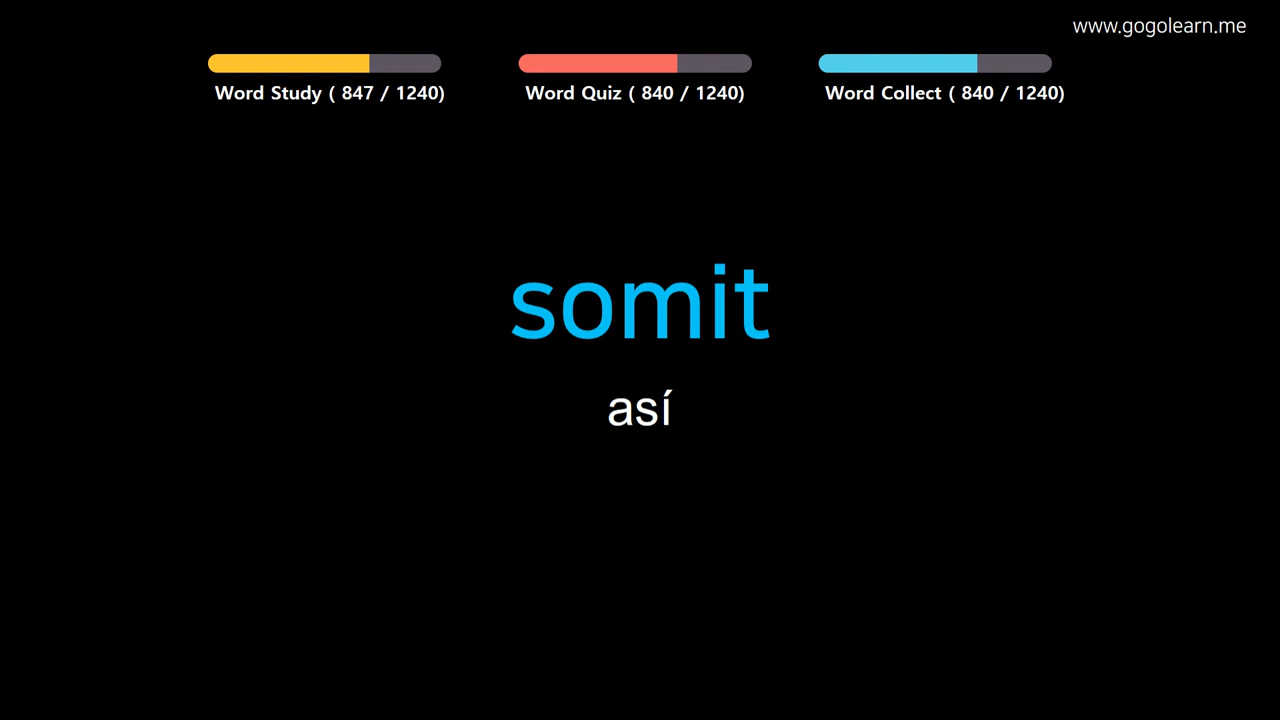 www.gogolearn.me
Word Study ( 847 / 1240)
Word Quiz ( 840 / 1240)
Word Collect ( 840 / 1240)
somit
así